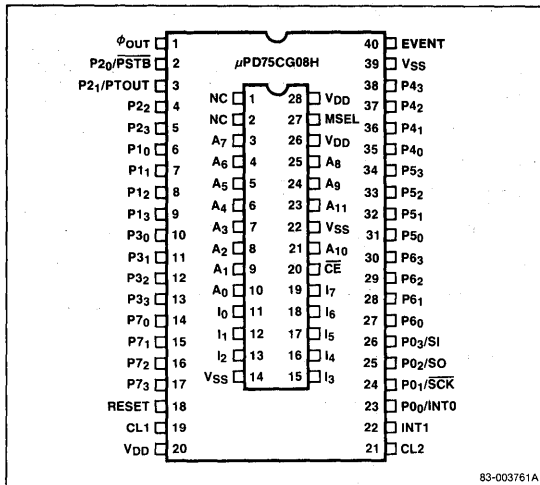 ΦOUT 1 40 EVENT
P20/PSTB 2 μPD75CG08H 39 VSS
P21/PTOUT 3 38 P43
P22 4 NC 1 28 VDD 37 P42
P23 5 NC 2 27 MSEL 36 P41
P10 6 A7 3 26 VDD 35 P40
P11 7 A6 4 25 A8 34 P53
P12 8 A5 5 24 A9 33 P52
P13 9 A4 6 23 A11 32 P51
P30 10 A3 7 22 VSS 31 P50
P31 11 A2 8 21 A10 30 P63
P32 12 A1 9 20 CE 29 P62
P33 13 A0 10 19 I7 28 P61
P70 14 I0 11 18 I6 27 P60
P71 15 I1 12 17 I5 26 P03/SI
P72 16 I2 13 16 I4 25 P02/SO
P73 17 VSS 14 15 I3 24 P01/SCK
RESET 18 23 P00/INT0
CL1 19 22 INT1
VDD 20 21 CL2
83-003761A